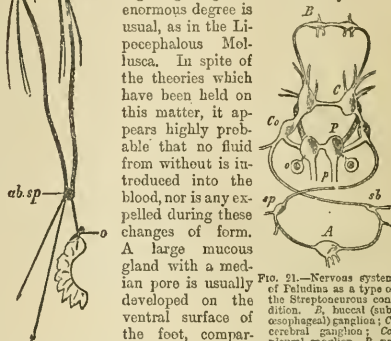 enormous degree is
usual, as in the Li-
pocephalous Mol-
lusca. In spite of
the theories which
have been held on
this matter, it ap-
pears highly prob-
able that no fluid
from without is in-
troduced into the
blood, nor is any ex-
pelled during these
changes of form.
A large mucous
gland with a med-
ian pore is usually
developed on the
ventral surface of
the foot, compar-
ab.sp
o
B
C
Co
P
o
p
sp
sb
A
FIG. 21.—Nervous system
of Paludina as a type of
the Streptoneurous con-
dition. B, buccal (sub-
œsophageal) ganglion; C,
cerebral ganglion; Co,